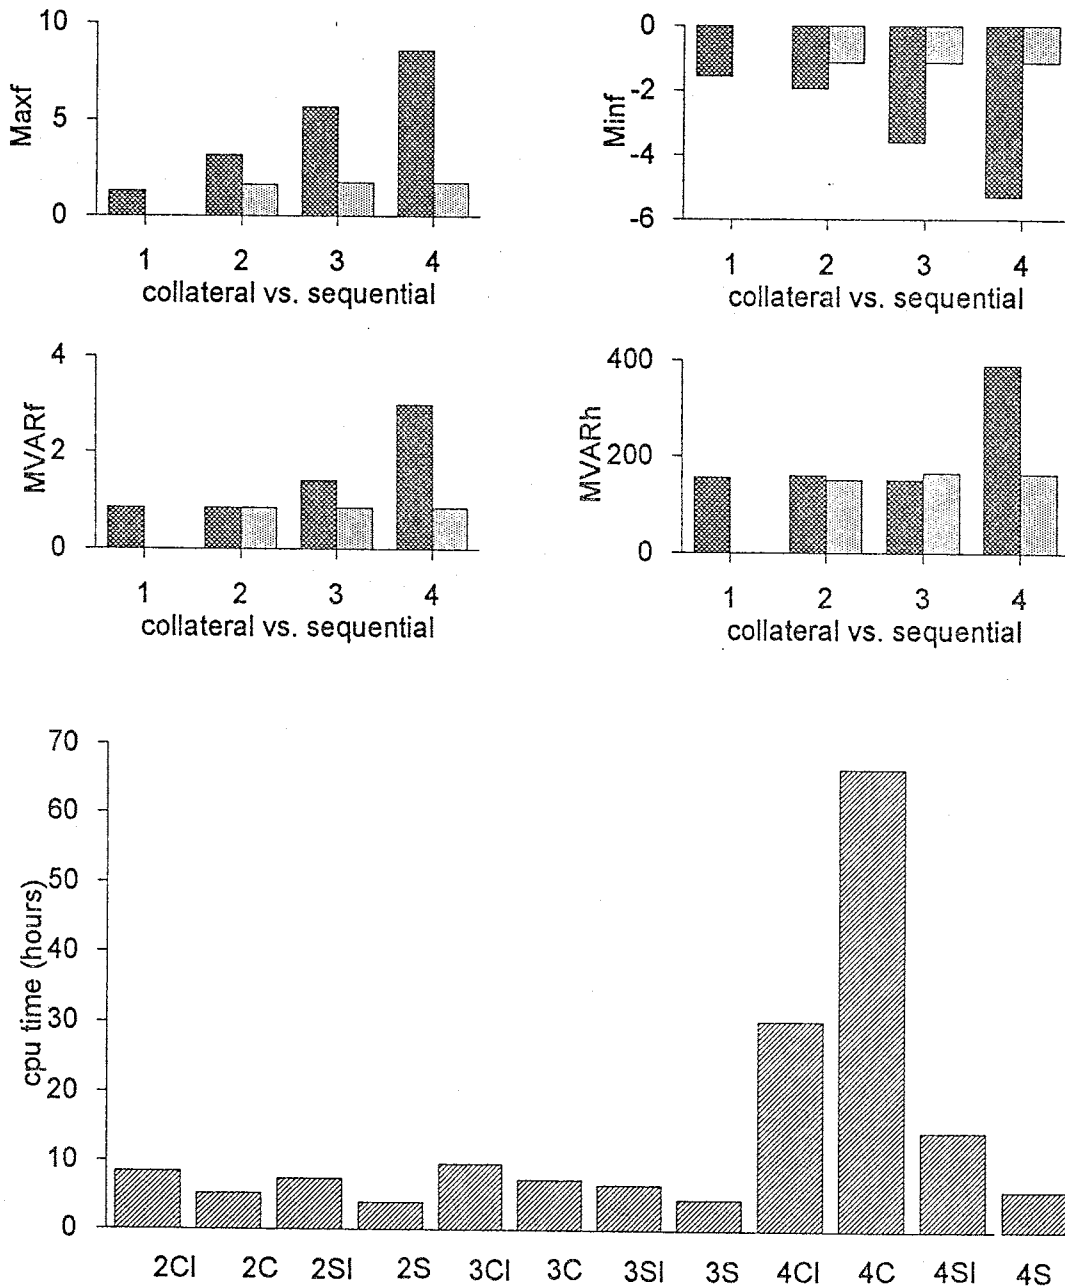 10
5
0
Maxf
1 2 3 4
collateral vs. sequential
0
-2
-4
-6
Minf
1 2 3 4
collateral vs. sequential
4
2
0
MVARf
1 2 3 4
collateral vs. sequential
400
200
0
MVARh
1 2 3 4
collateral vs. sequential
70
60
50
40
30
20
10
0
cpu time (hours)
2CI 2C 2SI 2S 3CI 3C 3SI 3S 4CI 4C 4SI 4S